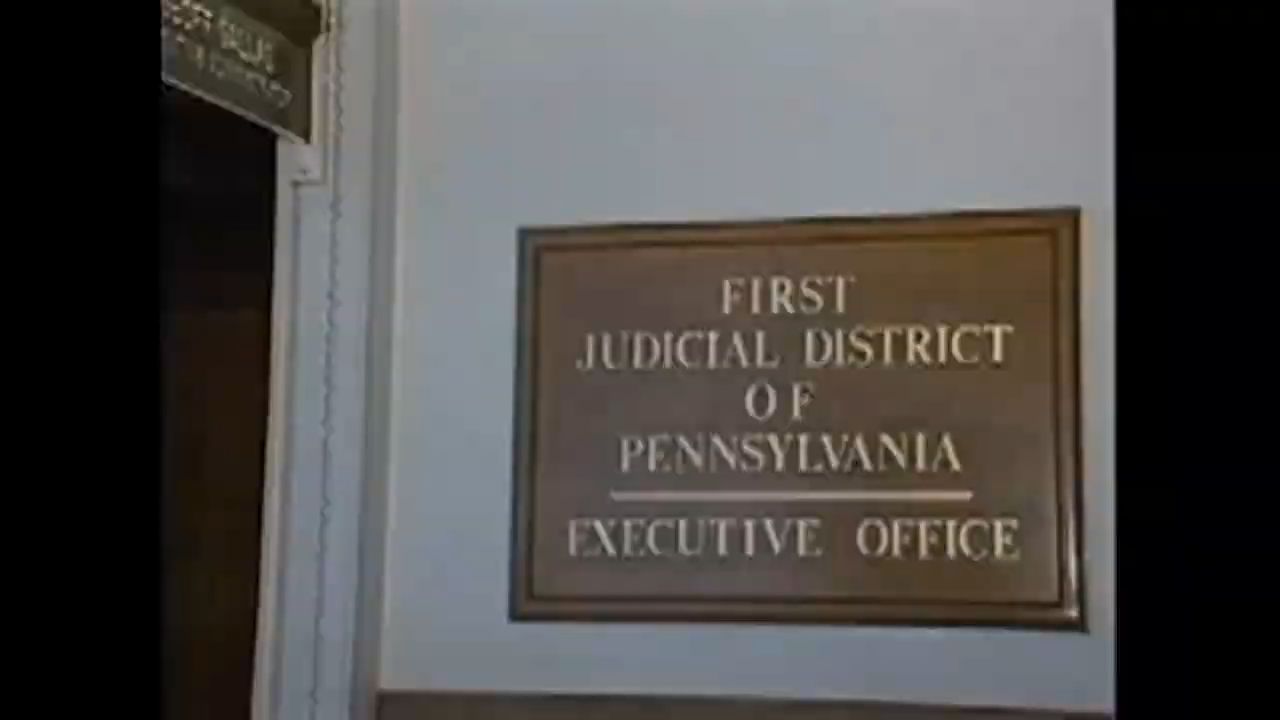 FIRST
JUDICIAL DISTRICT
OF
PENNSYLVANIA
EXECUTIVE OFFICE